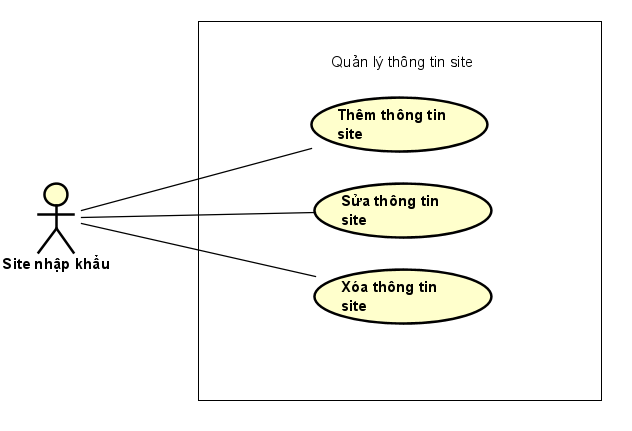 Quản lý thông tin site
Thêm thông tin
site
Sửa thông tin
site
Site nhập khẩu
Xóa thông tin
site